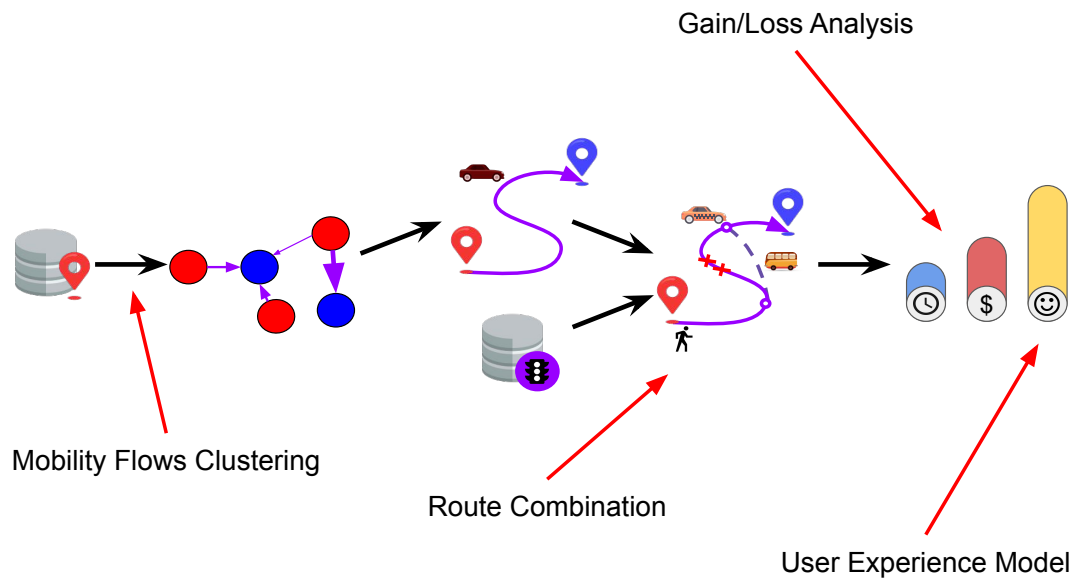 Gain/Loss Analysis
$
Mobility Flows Clustering
Route Combination
User Experience Model